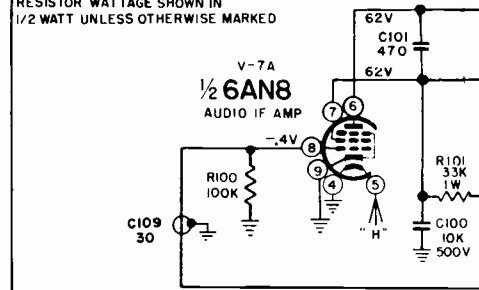 RESISTOR WATTAGE SHOWN IN
1/2 WATT UNLESS OTHERWISE MARKED
62V
C101
470
V-7A
62V
½ 6AN8
AUDIO IF AMP
7
6
-.4V
8
9
4
5
R100
100K
R101
33K
1W
C109
30
"H"
C100
10K
500V